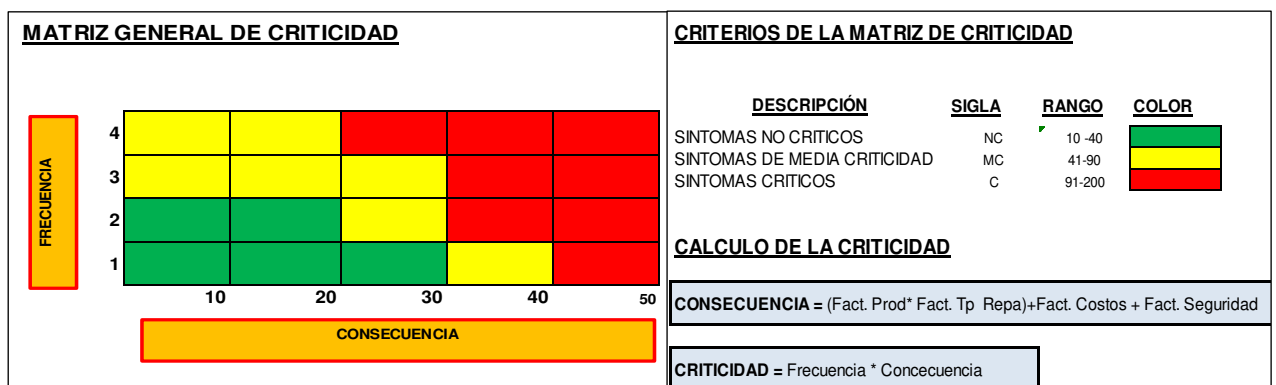 MATRIZ GENERAL DE CRITICIDAD
FRECUENCIA
4
3
2
1
10 20 30 40 50
CONSECUENCIA
CRITERIOS DE LA MATRIZ DE CRITICIDAD
DESCRIPCIÓN SIGLA RANGO COLOR
SINTOMAS NO CRITICOS NC 10 -40
SINTOMAS DE MEDIA CRITICIDAD MC 41-90
SINTOMAS CRITICOS C 91-200
CALCULO DE LA CRITICIDAD
CONSECUENCIA = (Fact. Prod* Fact. Tp Repa)+Fact. Costos + Fact. Seguridad
CRITICIDAD = Frecuencia * Concecuencia